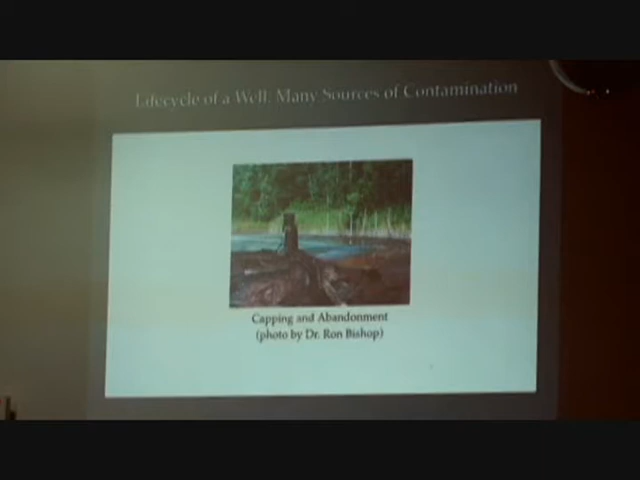 Lifecycle of a Well: Many Sources of Contamination
Capping and Abandonment
(photo by Dr. Ron Bishop)